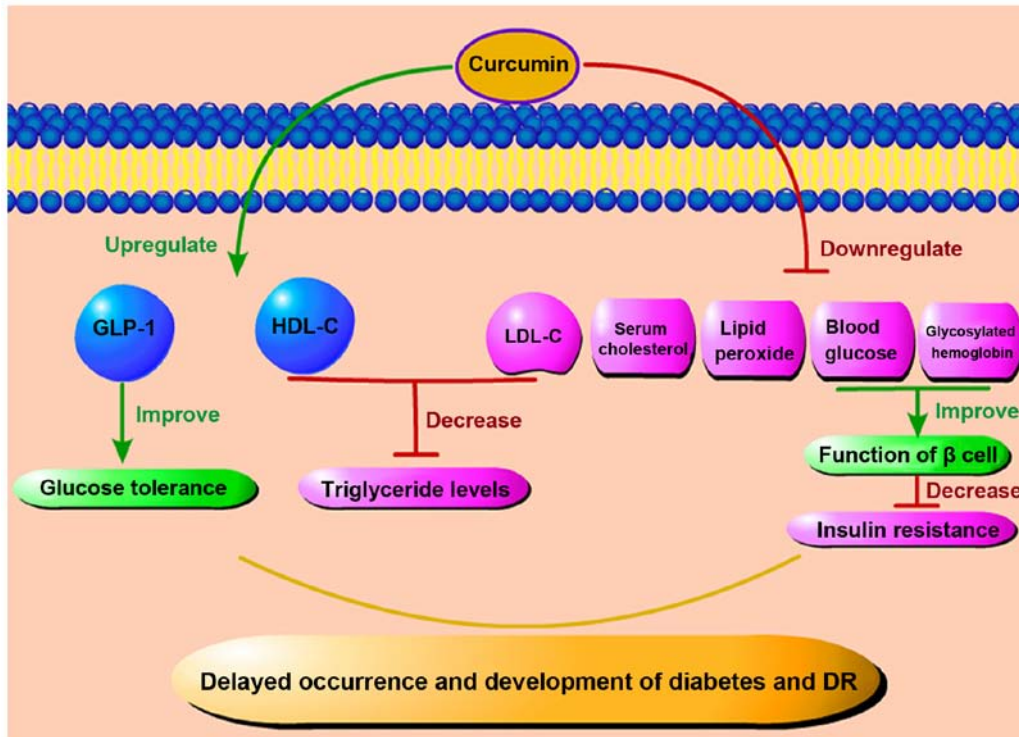 Curcumin
Upregulate
Downregulate
GLP-1
HDL-C
LDL-C
Serum
cholesterol
Lipid
peroxide
Blood
glucose
Glycosylated
hemoglobin
Improve
Decrease
Improve
Glucose tolerance
Triglyceride levels
Function of β cell
Decrease
Insulin resistance
Delayed occurrence and development of diabetes and DR